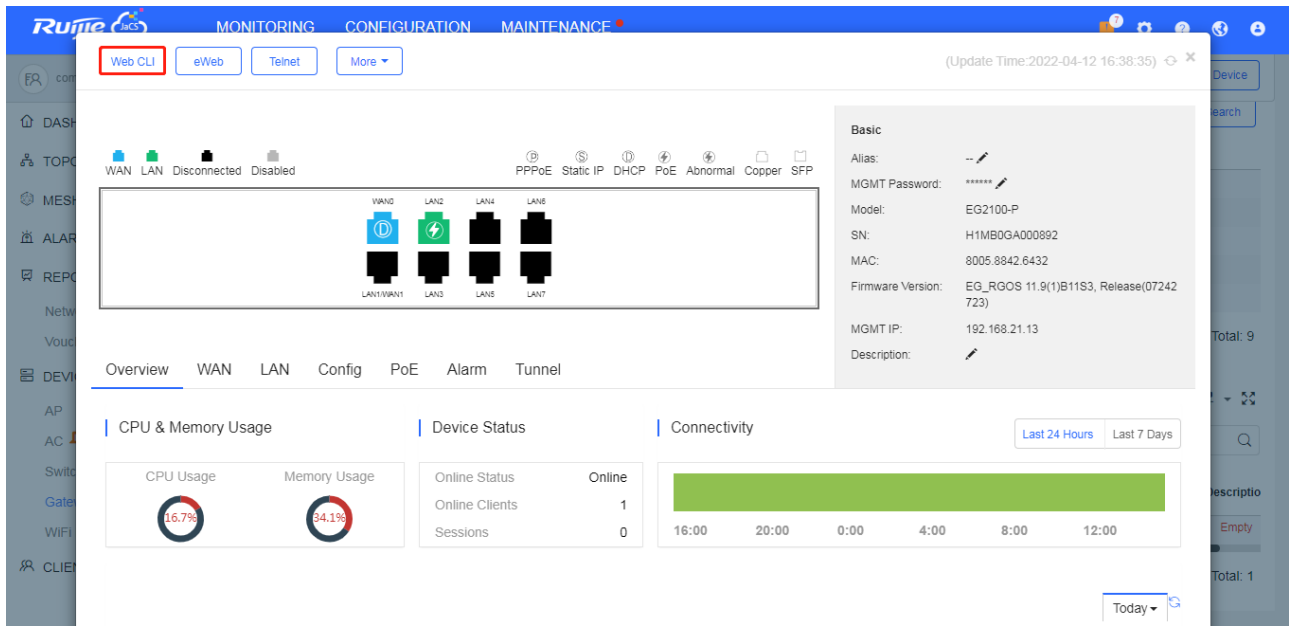 Ruijie JaCS MONITORING CONFIGURATION MAINTENANCE 7
Web CLI eWeb Telnet More (Update Time:2022-04-12 16:38:35)
Device
DASH
TOPO
MESH
ALAR
REPO
Netw
Vouc
DEVI
AP
AC
Switc
Gatew
WiFi
CLIEN
WAN LAN Disconnected Disabled
PPPoE Static IP DHCP PoE Abnormal Copper SFP
WAN0 LAN2 LAN4 LAN6
LAN1/WAN1 LAN3 LAN5 LAN7
Basic
Alias: --
MGMT Password: ******
Model: EG2100-P
SN: H1MB0GA000892
MAC: 8005.8842.6432
Firmware Version: EG_RGOS 11.9(1)B11S3, Release(07242
723)
MGMT IP: 192.168.21.13
Description:
Overview WAN LAN Config PoE Alarm Tunnel
CPU & Memory Usage
CPU Usage Memory Usage
16.7% 34.1%
Device Status
Online Status Online
Online Clients 1
Sessions 0
Connectivity
Last 24 Hours Last 7 Days
16:00 20:00 0:00 4:00 8:00 12:00
Today
earch
Total: 9
Descriptio
Empty
Total: 1